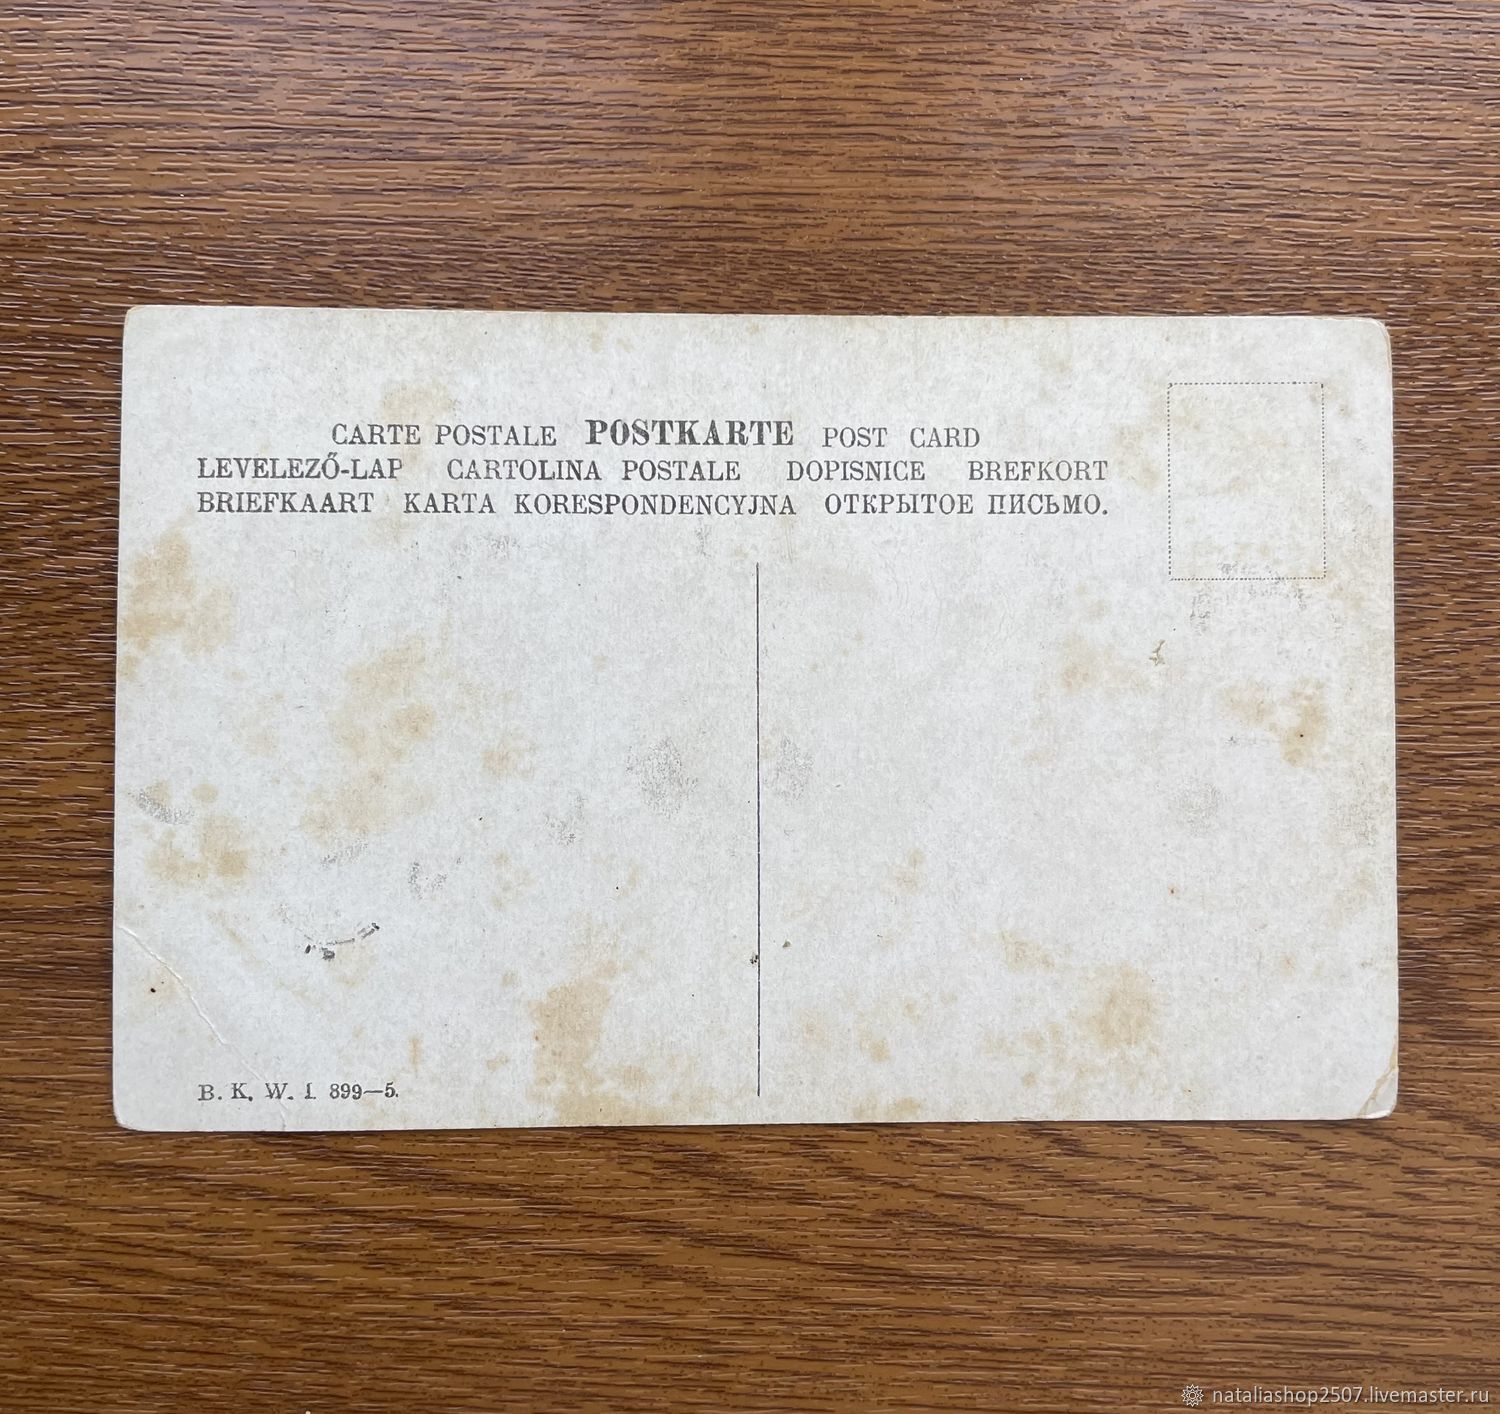 CARTE POSTALE POSTKARTE POST CARD
LEVELEZŐ-LAP CARTOLINA POSTALE DOPISNICE BREFKORT
BRIEFKAART KARTA KORESPONDENCYJNA ОТКРЫТОЕ ПИСЬМО.
B. K. W. I. 899—5.
nataliashop2507.livemaster.ru